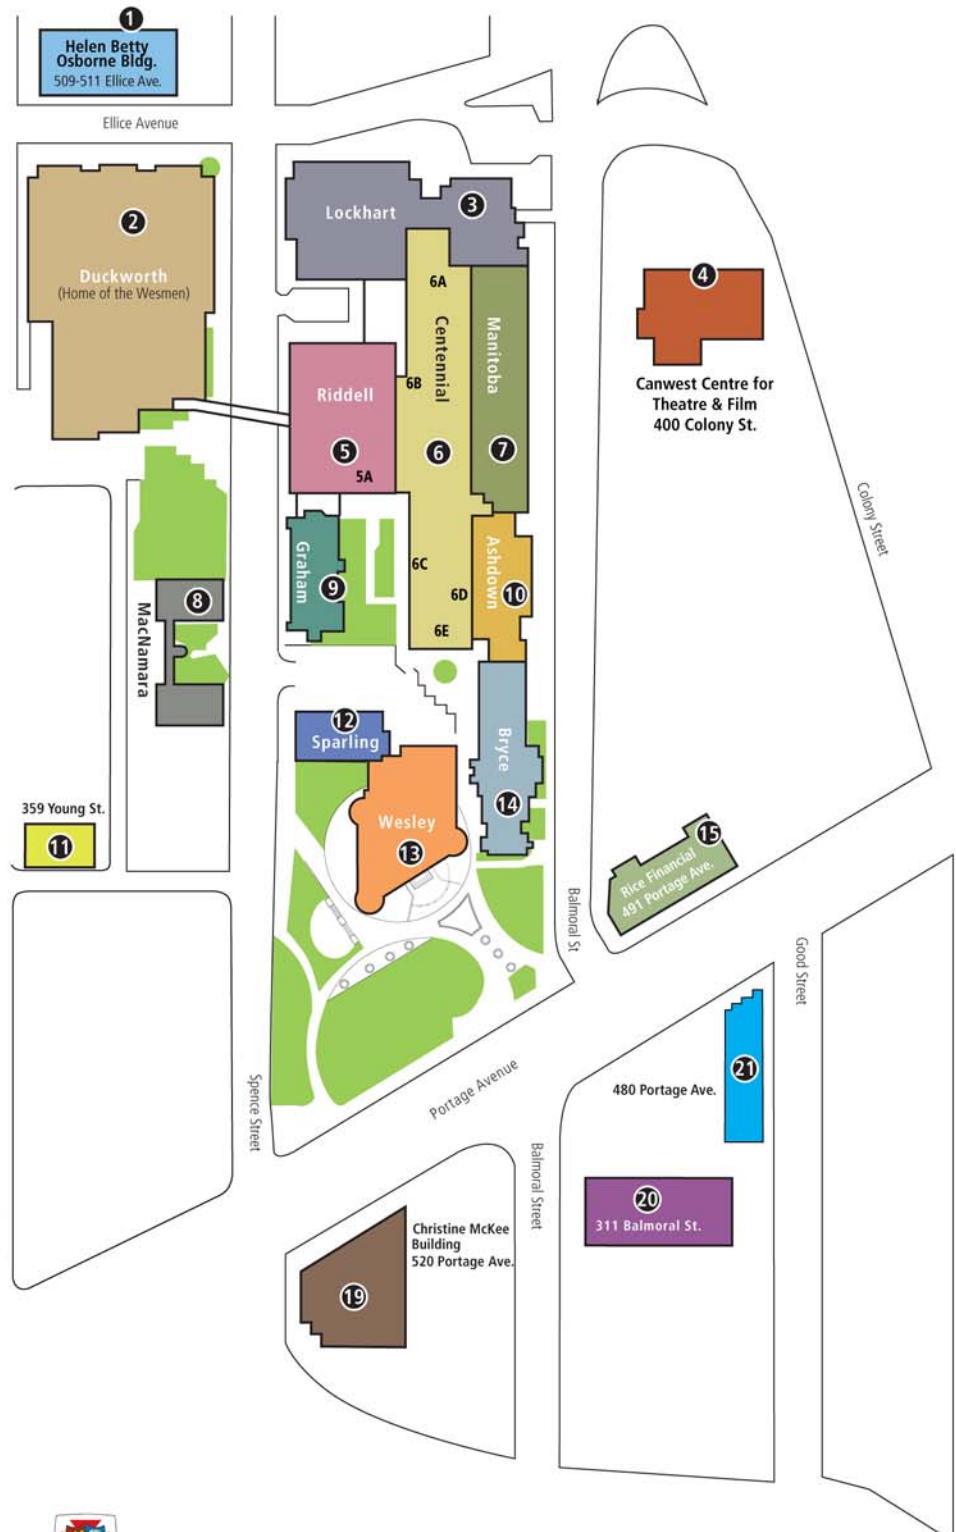 1
Helen Betty
Osborne Bldg.
509-511 Ellice Ave.
Ellice Avenue
2
Duckworth
(Home of the Wesmen)
Lockhart
3
4
Canwest Centre for
Theatre & Film
400 Colony St.
6A
Centennial
6B
6
6C
6D
6E
Manitoba
7
Riddell
5
5A
Colony Street
Graham
9
Ashdown
10
8
MacNamara
12
Sparling
Bryce
14
Wesley
13
359 Young St.
11
15
Rice Financial
491 Portage Ave.
Balmoral St
Good Street
21
480 Portage Ave.
Portage Avenue
Spence Street
Balmoral Street
20
311 Balmoral St.
Christine McKee
Building
520 Portage Ave.
19